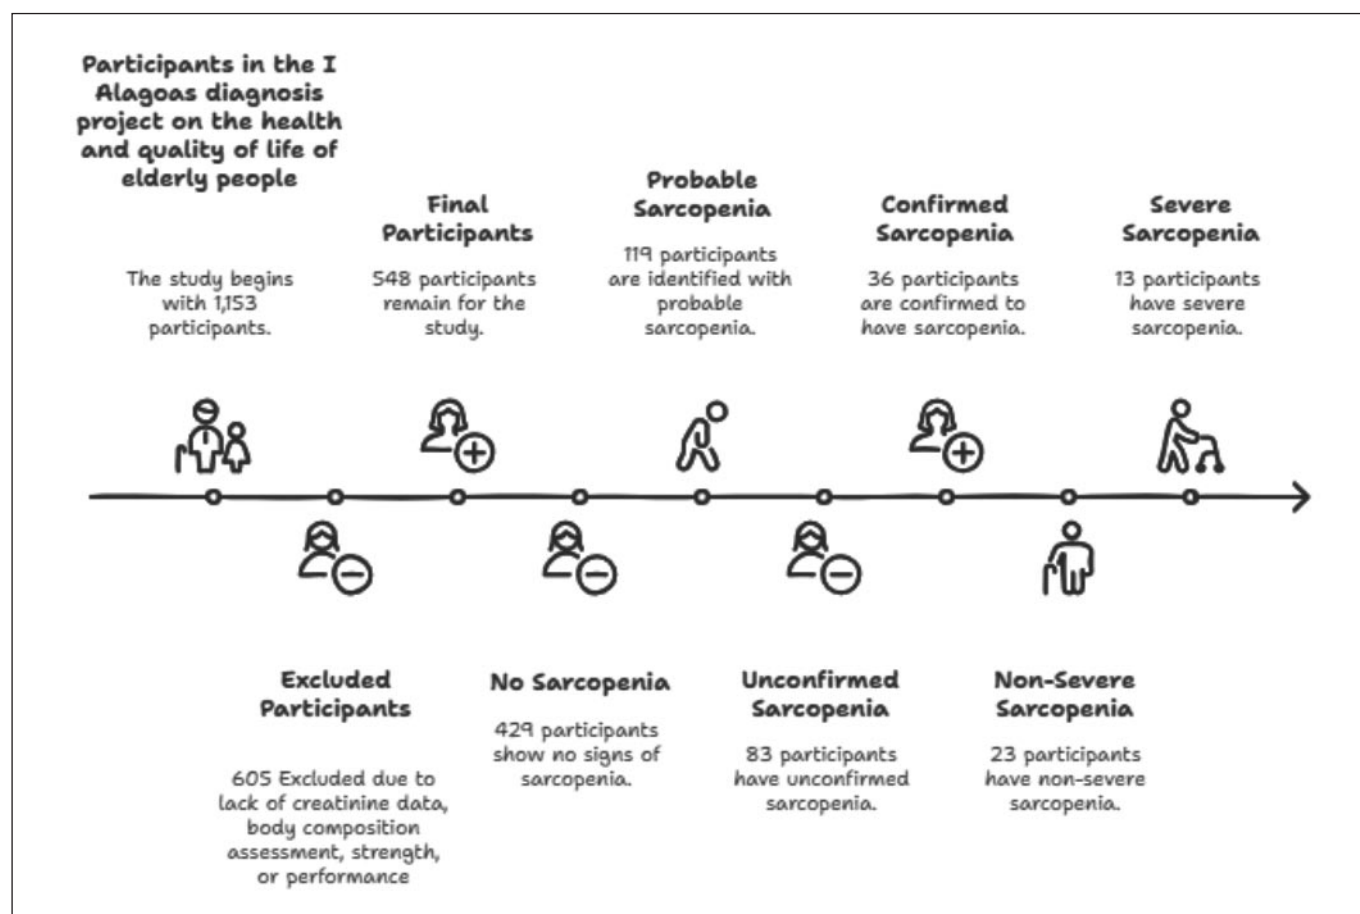 Participants in the I
Alagoas diagnosis
project on the health
and quality of life of
elderly people
The study begins
with 1,153
participants.
Excluded
Participants
605 Excluded due to
lack of creatinine data,
body composition
assessment, strength,
or performance
Final
Participants
548 participants
remain for the
study.
No Sarcopenia
429 participants
show no signs of
sarcopenia.
Probable
Sarcopenia
119 participants
are identified with
probable
sarcopenia.
Unconfirmed
Sarcopenia
83 participants
have unconfirmed
sarcopenia.
Confirmed
Sarcopenia
36 participants
are confirmed to
have sarcopenia.
Non-Severe
Sarcopenia
23 participants
have non-severe
sarcopenia.
Severe
Sarcopenia
13 participants
have severe
sarcopenia.